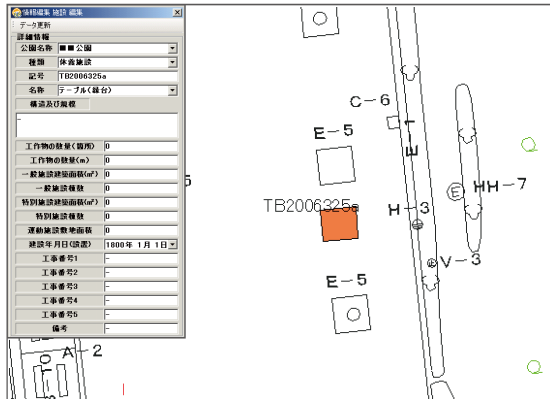 情報編集 施設 編集
データ更新
詳細情報
公園名称 ■■公園
種類 休養施設
記号 TB2006325a
名称 テーブル(縁台)
構造及び規模
-
工作物の数量(箇所) 0
工作物の数量(m) 0
一般施設建築面積(㎡) 0
一般施設棟数 0
特別施設建築面積(㎡) 0
特別施設棟数 0
運動施設敷地面積 0
建設年月日(設置) 1800年 1月 1日
工事番号1 -
工事番号2 -
工事番号3 -
工事番号4 -
工事番号5 -
備考 -
C-6
E-5
E-1
HH-7
E
TB2006325a
H-3
V-3
E-5
A-2